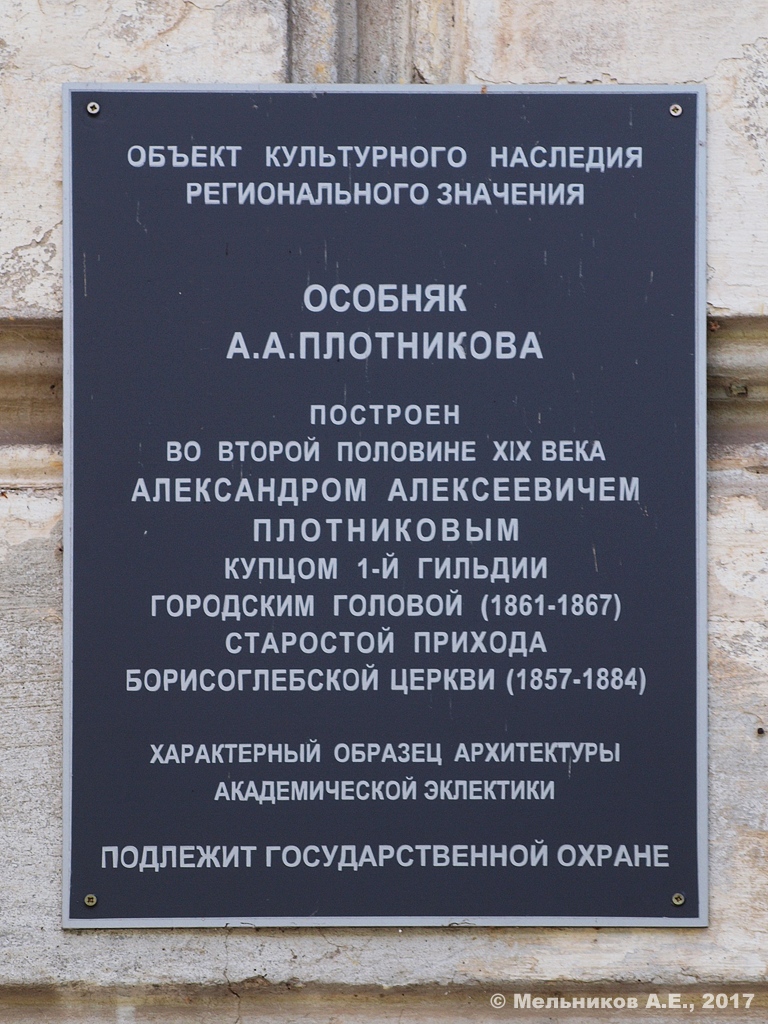 ОБЪЕКТ КУЛЬТУРНОГО НАСЛЕДИЯ
РЕГИОНАЛЬНОГО ЗНАЧЕНИЯ
ОСОБНЯК
А.А.ПЛОТНИКОВА
ПОСТРОЕН
ВО ВТОРОЙ ПОЛОВИНЕ XIX ВЕКА
АЛЕКСАНДРОМ АЛЕКСЕЕВИЧЕМ
ПЛОТНИКОВЫМ
КУПЦОМ 1-Й ГИЛЬДИИ
ГОРОДСКИМ ГОЛОВОЙ (1861-1867)
СТАРОСТОЙ ПРИХОДА
БОРИСОГЛЕБСКОЙ ЦЕРКВИ (1857-1884)
ХАРАКТЕРНЫЙ ОБРАЗЕЦ АРХИТЕКТУРЫ
АКАДЕМИЧЕСКОЙ ЭКЛЕКТИКИ
ПОДЛЕЖИТ ГОСУДАРСТВЕННОЙ ОХРАНЕ
© Мельников А.Е., 2017